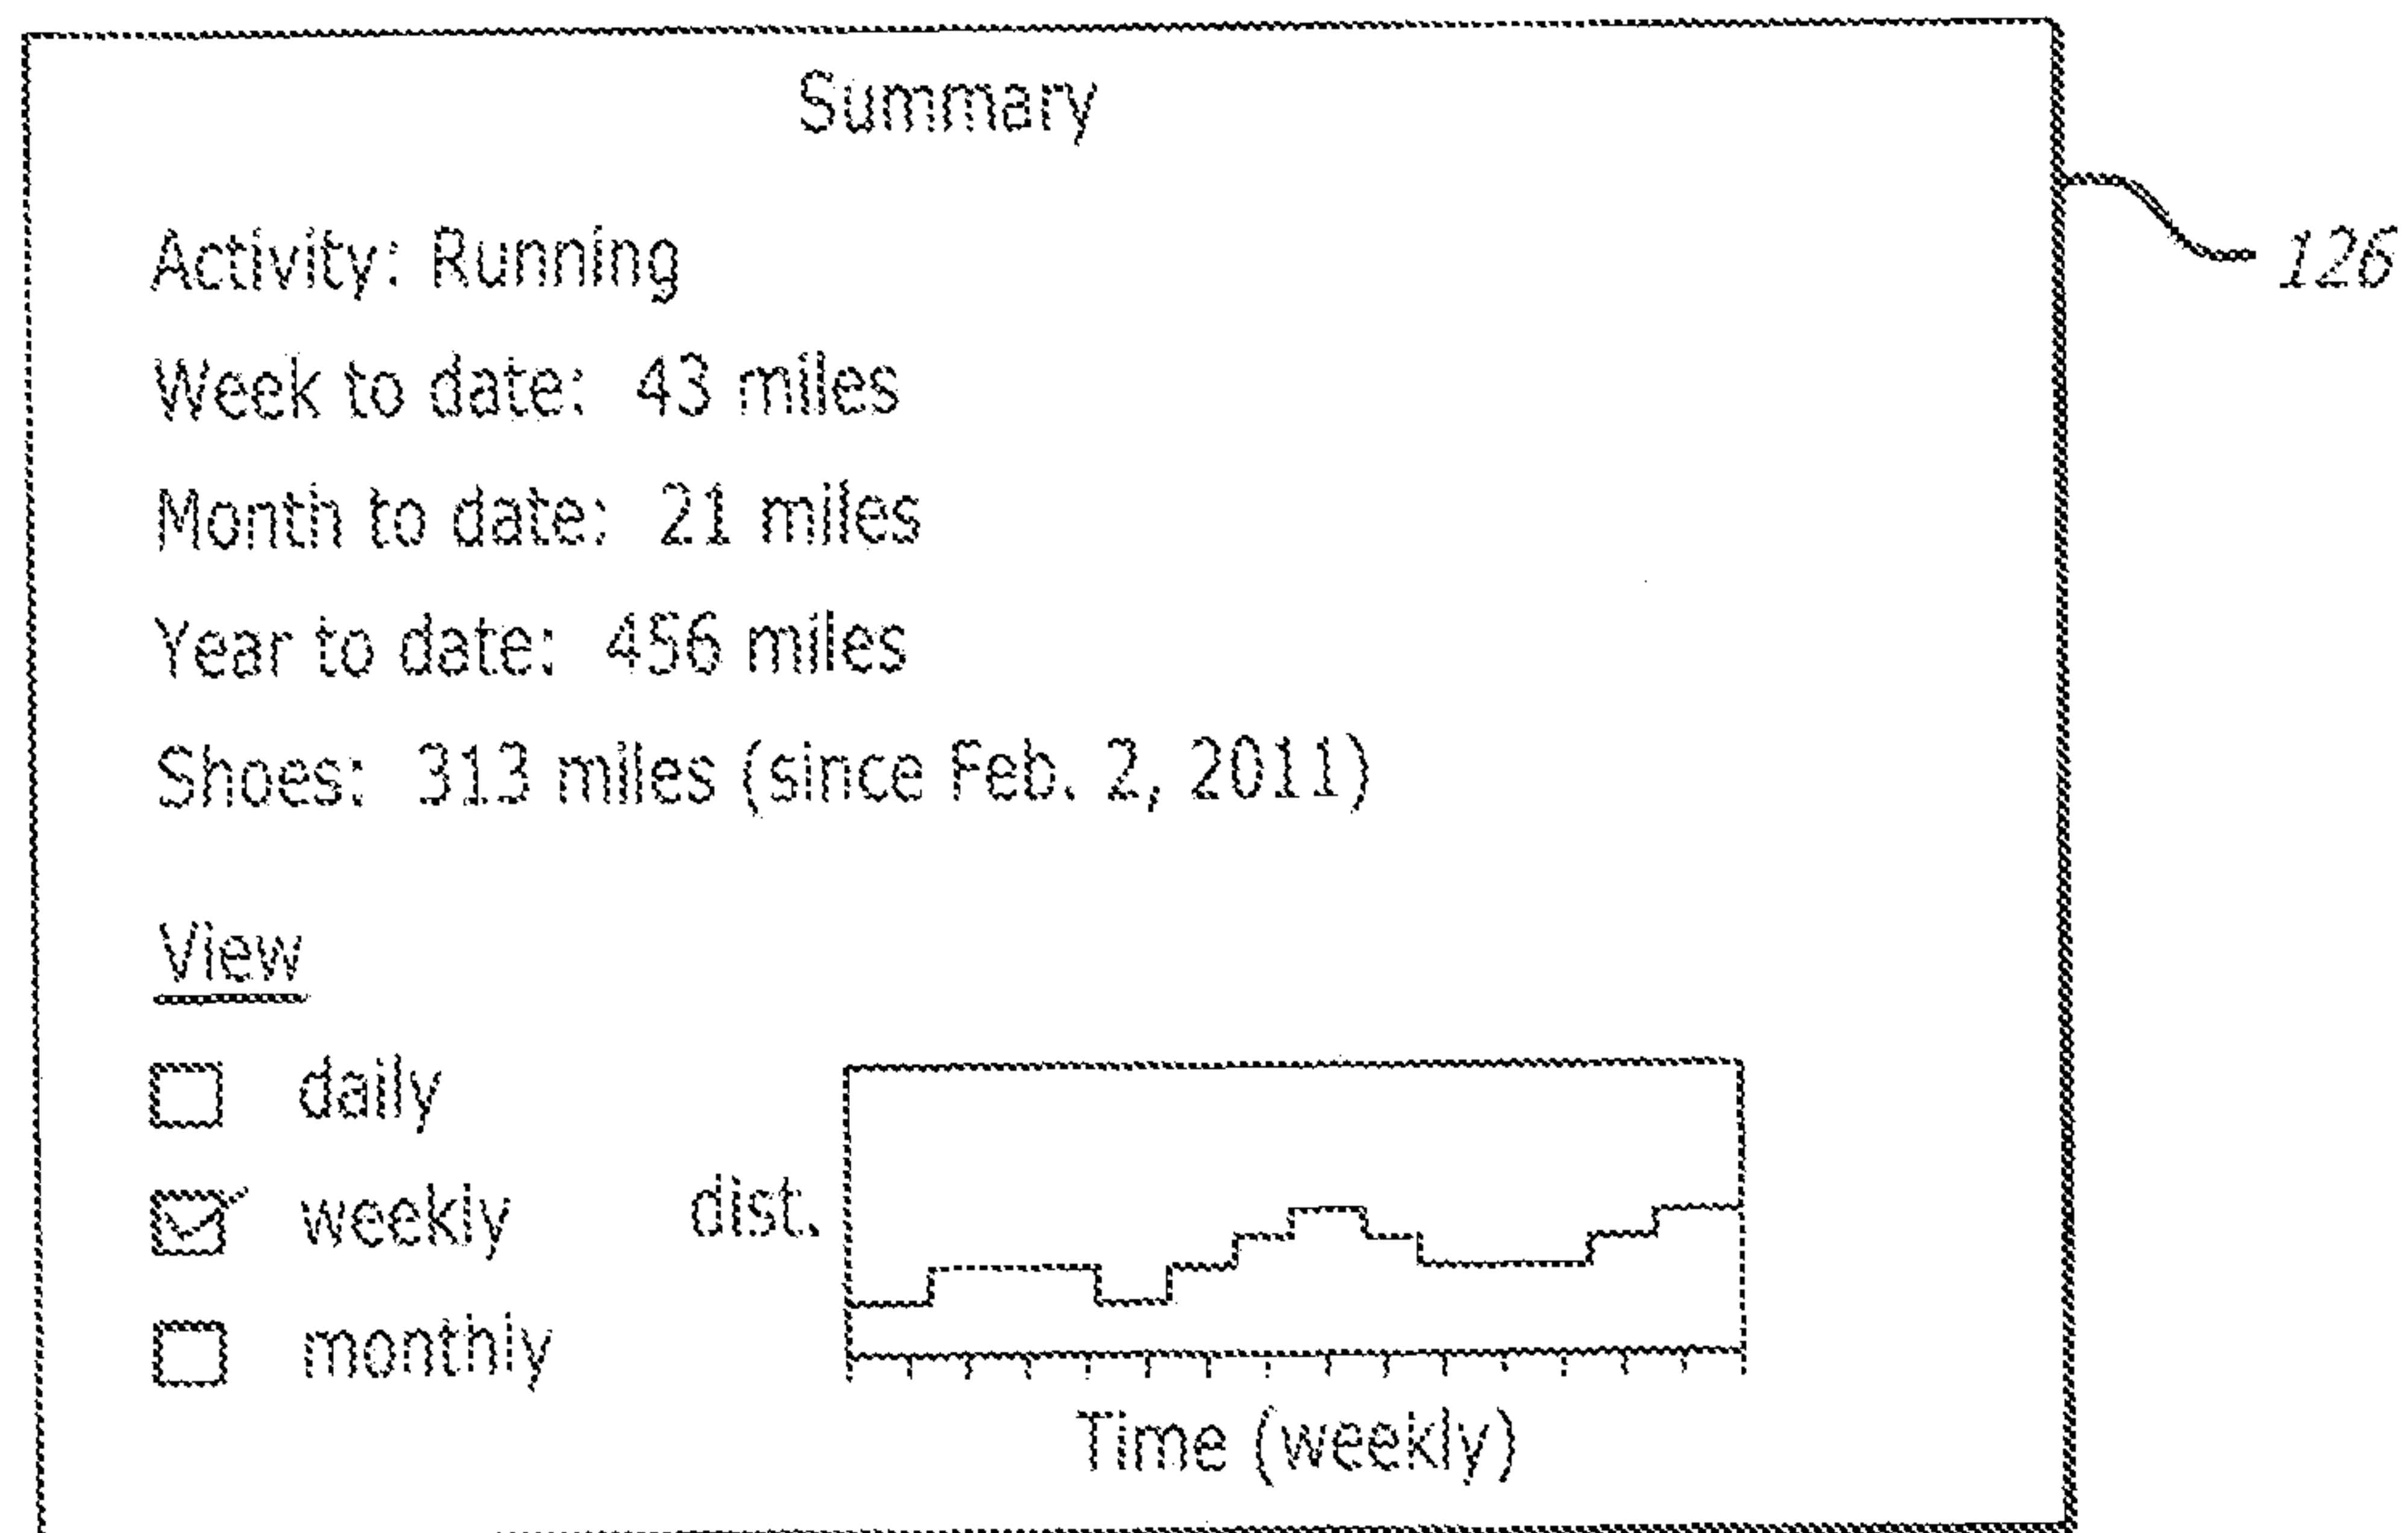 Summary
126
Activity: Running
Week to date: 43 miles
Month to date: 21 miles
Year to date: 456 miles
Shoes: 313 miles (since Feb. 2, 2011)
View
daily
weekly
dist.
monthly
Time (weekly)